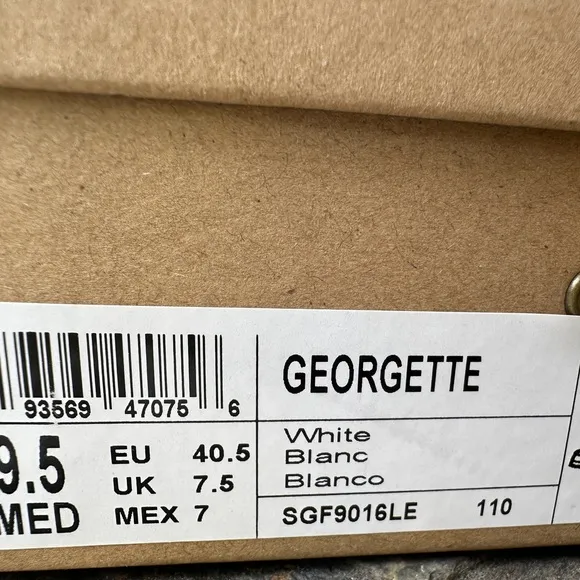 93569 47075 6
GEORGETTE
9.5
MED
EU 40.5
UK 7.5
MEX 7
White
Blanc
Blanco
SGF9016LE 110